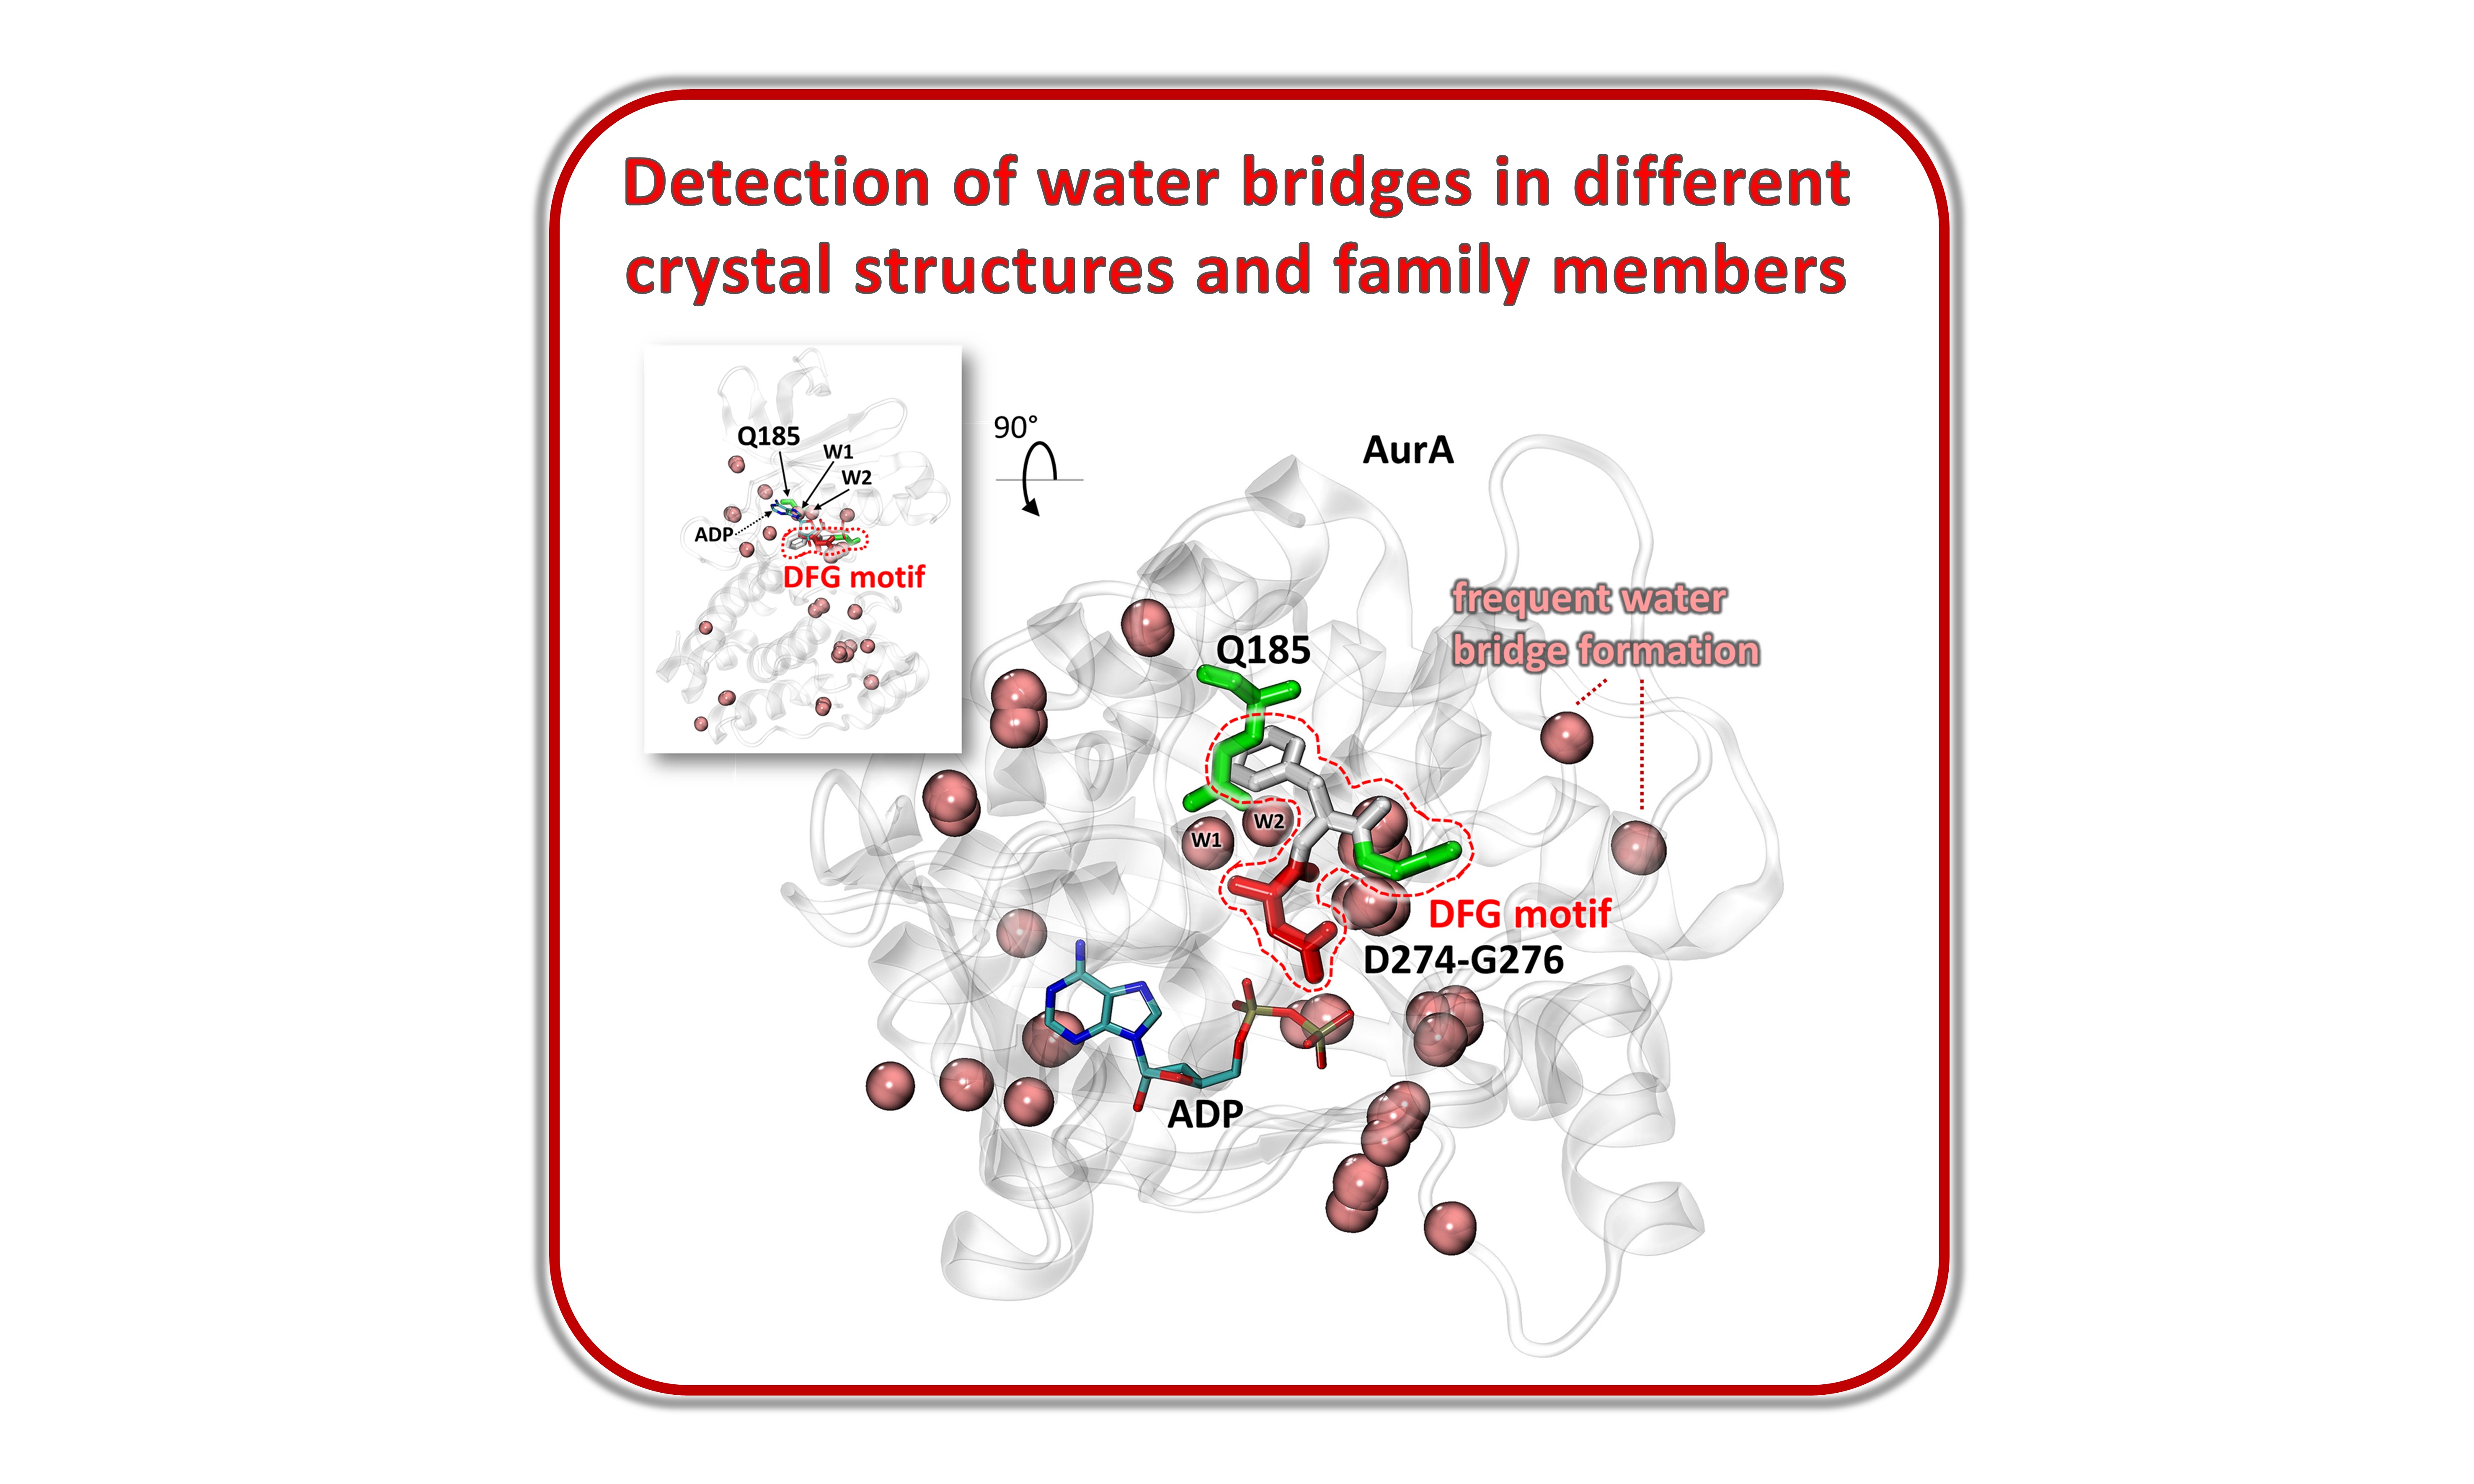 Detection of water bridges in different
crystal structures and family members
Q185
W1
W2
ADP
DFG motif
90°
AurA
frequent water
bridge formation
Q185
W2
W1
DFG motif
D274-G276
ADP